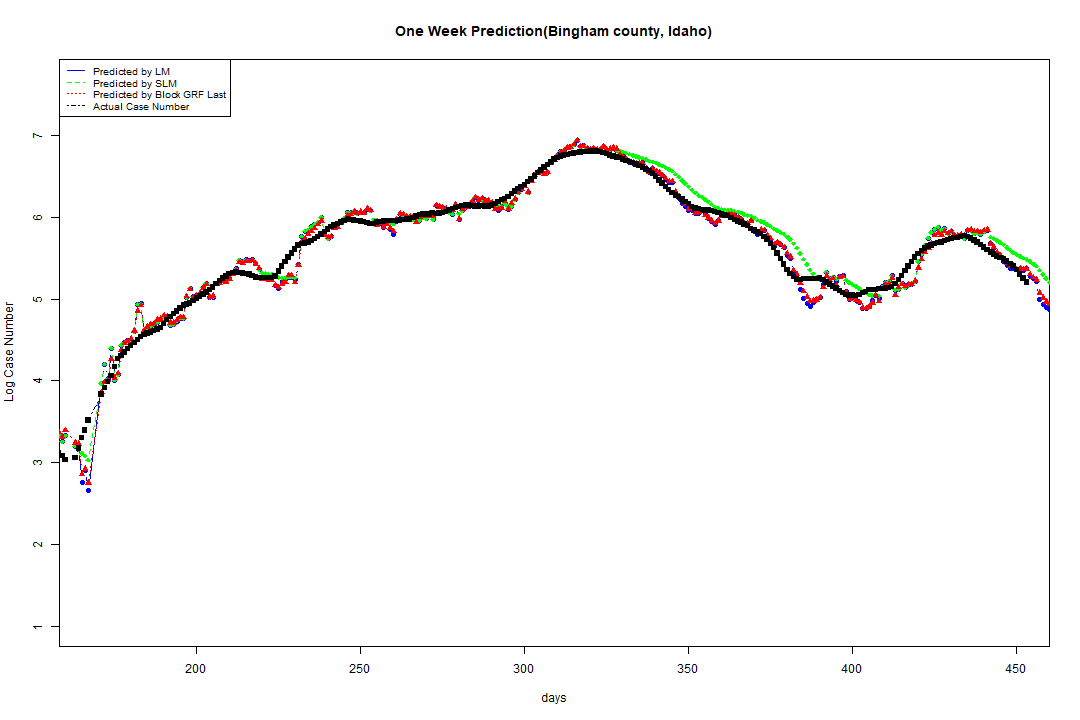 One Week Prediction(Bingham county, Idaho)
Predicted by LM
Predicted by SLM
Predicted by Block GRF Last
Actual Case Number
7
6
5
4
3
2
1
Log Case Number
200 250 300 350 400 450
days